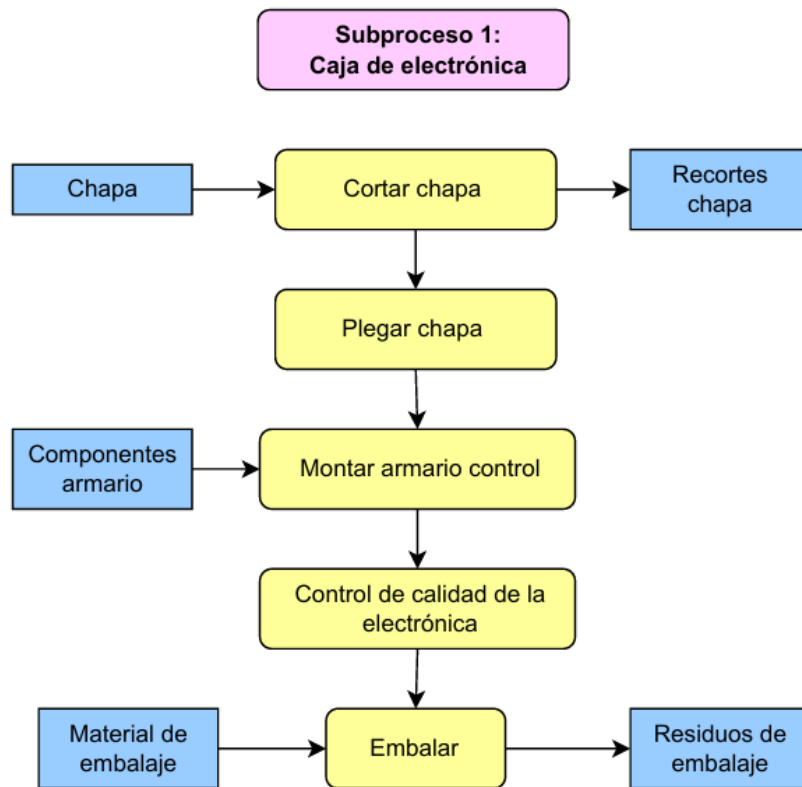 Subproceso 1:
Caja de electrónica
Chapa
Cortar chapa
Recortes
chapa
Plegar chapa
Componentes
armario
Montar armario control
Control de calidad de la
electrónica
Material de
embalaje
Embalar
Residuos de
embalaje